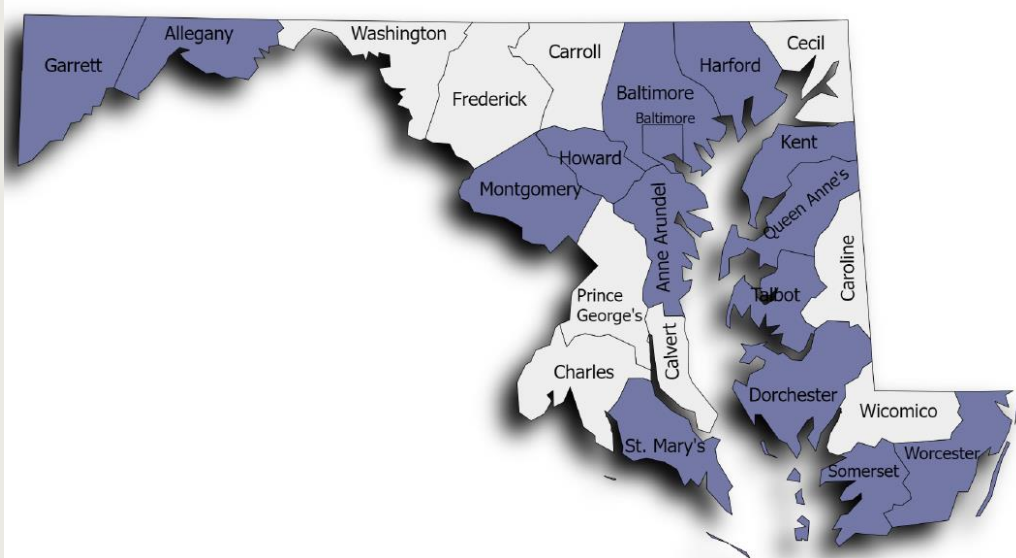 Garrett
Allegany
Washington
Frederick
Carroll
Baltimore
Baltimore
Harford
Cecil
Howard
Montgomery
Kent
Queen Anne's
Anne Arundel
Caroline
Talbot
Prince
George's
Calvert
Charles
Dorchester
St. Mary's
Wicomico
Worcester
Somerset